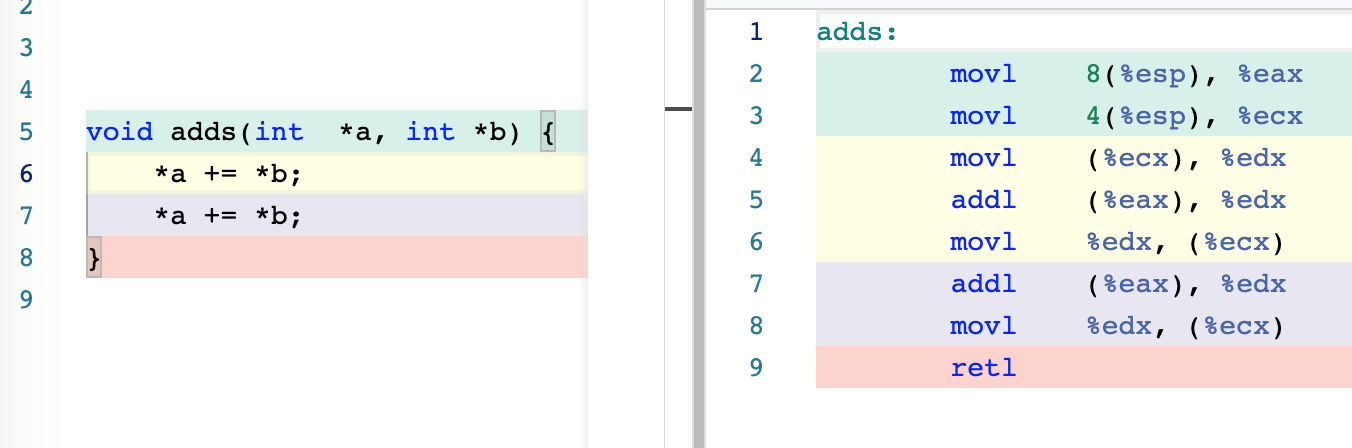 2
3
4
5 void adds(int  *a, int *b) {
6     *a += *b;
7     *a += *b;
8 }
9
1 adds:
2         movl    8(%esp), %eax
3         movl    4(%esp), %ecx
4         movl    (%ecx), %edx
5         addl    (%eax), %edx
6         movl    %edx, (%ecx)
7         addl    (%eax), %edx
8         movl    %edx, (%ecx)
9         retl